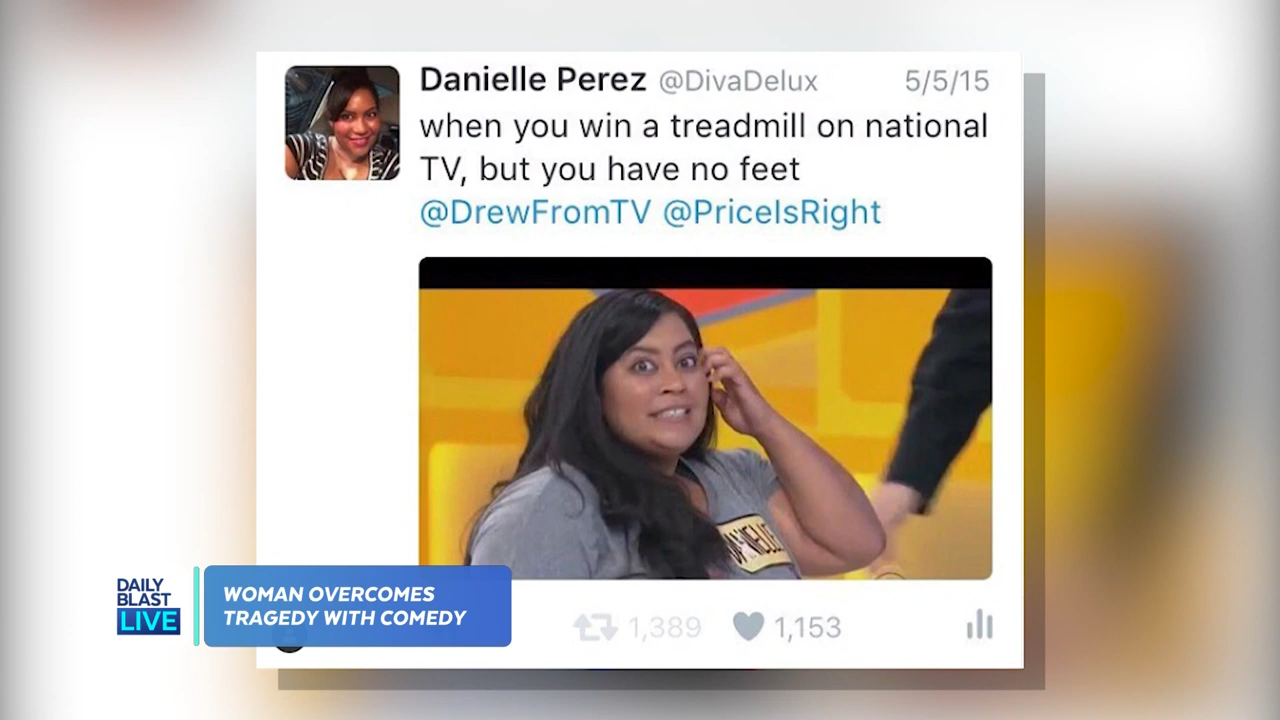 Danielle Perez @DivaDelux 5/5/15
when you win a treadmill on national
TV, but you have no feet
@DrewFromTV @PriceIsRight
DANIELLE
1,389 1,153
DAILY
BLAST
LIVE
WOMAN OVERCOMES
TRAGEDY WITH COMEDY